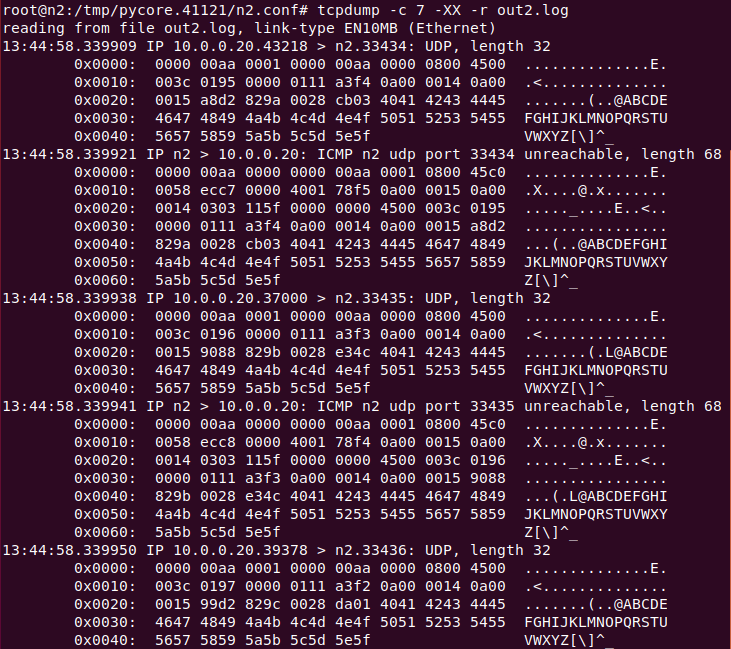 root@n2:/tmp/pycore.41121/n2.conf# tcpdump -c 7 -XX -r out2.log
reading from file out2.log, link-type EN10MB (Ethernet)
13:44:58.339909 IP 10.0.0.20.43218 > n2.33434: UDP, length 32
0x0000:  0000 00aa 0001 0000 00aa 0000 0800 4500  ..............E.
0x0010:  003c 0195 0000 0111 a3f4 0a00 0014 0a00  .<..............
0x0020:  0015 a8d2 829a 0028 cb03 4041 4243 4445  .......(..@ABCDE
0x0030:  4647 4849 4a4b 4c4d 4e4f 5051 5253 5455  FGHIJKLMNOPQRSTU
0x0040:  5657 5859 5a5b 5c5d 5e5f  VWXYZ[\]^_
13:44:58.339921 IP n2 > 10.0.0.20: ICMP n2 udp port 33434 unreachable, length 68
0x0000:  0000 00aa 0000 0000 00aa 0001 0800 45c0  ..............E.
0x0010:  0058 ecc7 0000 4001 78f5 0a00 0015 0a00  .X....@.x.......
0x0020:  0014 0303 115f 0000 0000 4500 003c 0195  ....._....E..<..
0x0030:  0000 0111 a3f4 0a00 0014 0a00 0015 a8d2  ................
0x0040:  829a 0028 cb03 4041 4243 4445 4647 4849  ...(..@ABCDEFGHI
0x0050:  4a4b 4c4d 4e4f 5051 5253 5455 5657 5859  JKLMNOPQRSTUVWXY
0x0060:  5a5b 5c5d 5e5f  Z[\]^_
13:44:58.339938 IP 10.0.0.20.37000 > n2.33435: UDP, length 32
0x0000:  0000 00aa 0001 0000 00aa 0000 0800 4500  ..............E.
0x0010:  003c 0196 0000 0111 a3f3 0a00 0014 0a00  .<..............
0x0020:  0015 9088 829b 0028 e34c 4041 4243 4445  .......(.L@ABCDE
0x0030:  4647 4849 4a4b 4c4d 4e4f 5051 5253 5455  FGHIJKLMNOPQRSTU
0x0040:  5657 5859 5a5b 5c5d 5e5f  VWXYZ[\]^_
13:44:58.339941 IP n2 > 10.0.0.20: ICMP n2 udp port 33435 unreachable, length 68
0x0000:  0000 00aa 0000 0000 00aa 0001 0800 45c0  ..............E.
0x0010:  0058 ecc8 0000 4001 78f4 0a00 0015 0a00  .X....@.x.......
0x0020:  0014 0303 115f 0000 0000 4500 003c 0196  ....._....E..<..
0x0030:  0000 0111 a3f3 0a00 0014 0a00 0015 9088  ................
0x0040:  829b 0028 e34c 4041 4243 4445 4647 4849  ...(.L@ABCDEFGHI
0x0050:  4a4b 4c4d 4e4f 5051 5253 5455 5657 5859  JKLMNOPQRSTUVWXY
0x0060:  5a5b 5c5d 5e5f  Z[\]^_
13:44:58.339950 IP 10.0.0.20.39378 > n2.33436: UDP, length 32
0x0000:  0000 00aa 0001 0000 00aa 0000 0800 4500  ..............E.
0x0010:  003c 0197 0000 0111 a3f2 0a00 0014 0a00  .<..............
0x0020:  0015 99d2 829c 0028 da01 4041 4243 4445  .......(..@ABCDE
0x0030:  4647 4849 4a4b 4c4d 4e4f 5051 5253 5455  FGHIJKLMNOPQRSTU
0x0040:  5657 5859 5a5b 5c5d 5e5f  VWXYZ[\]^_